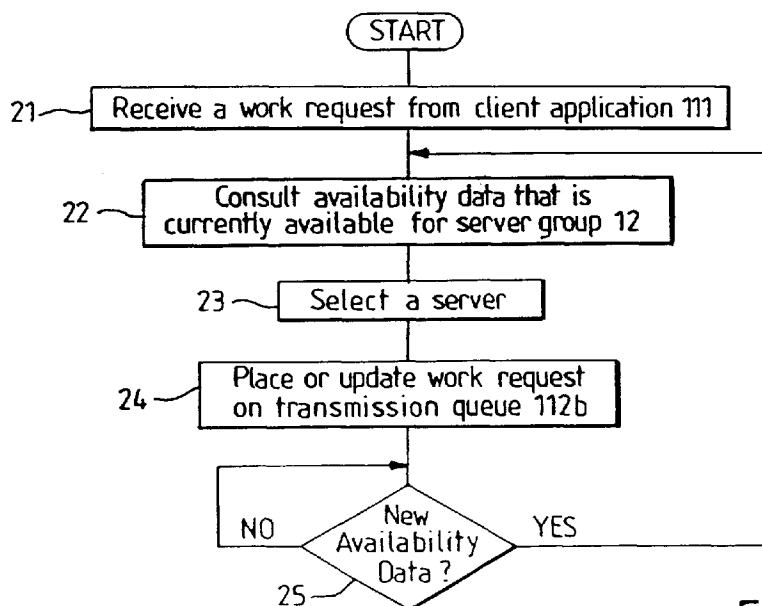 START
21
Receive a work request from client application 111
22
Consult availability data that is
currently available for server group 12
23
Select a server
24
Place or update work request
on transmission queue 112b
NO
New
Availability
Data ?
YES
25